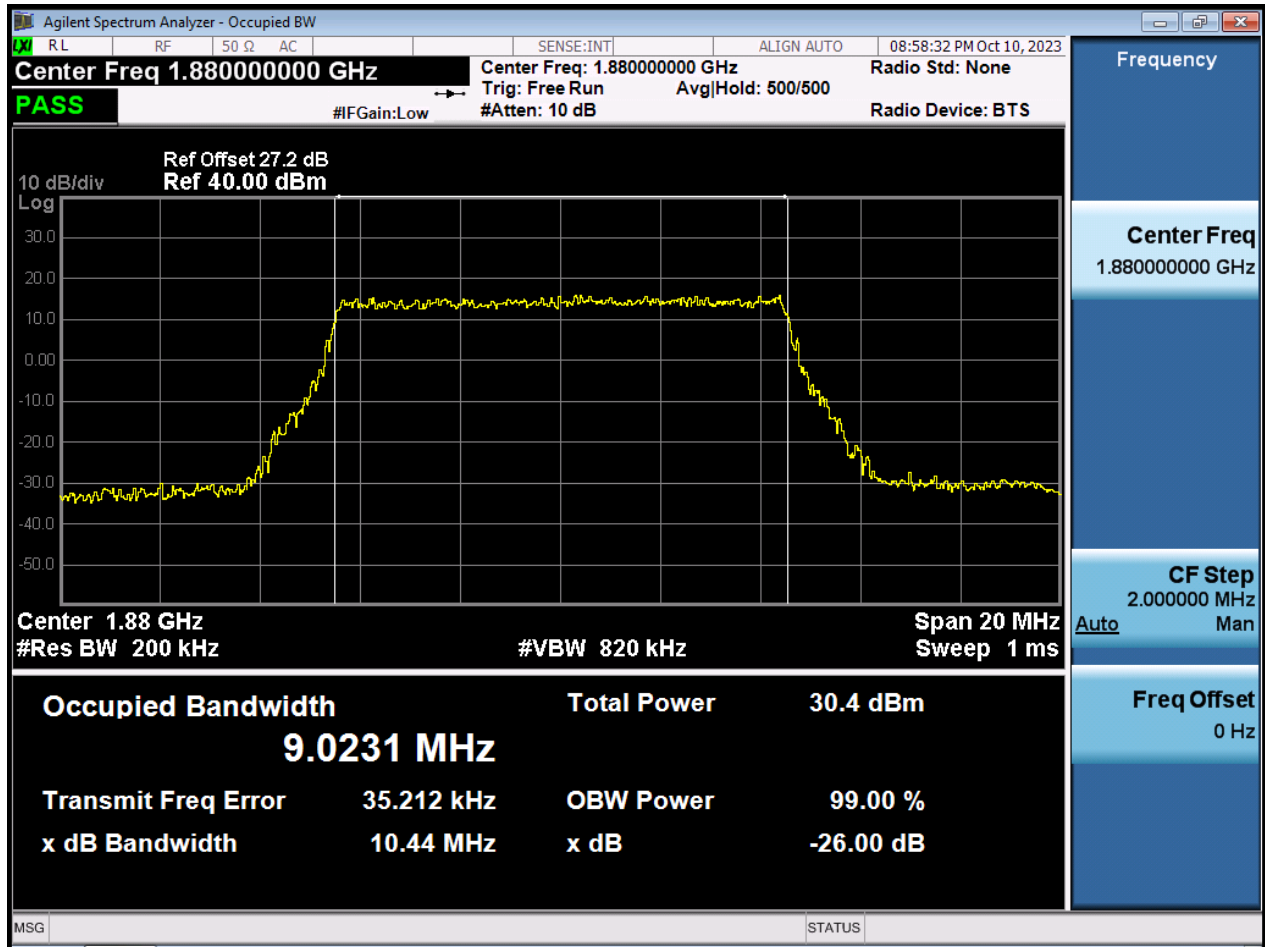 Agilent Spectrum Analyzer - Occupied BW
LXI RL RF 50 Ω AC SENSE:INT ALIGN AUTO 08:58:32 PM Oct 10, 2023
Center Freq 1.880000000 GHz
PASS
#IFGain:Low
Center Freq: 1.880000000 GHz
Trig: Free Run Avg|Hold: 500/500
#Atten: 10 dB
Radio Std: None
Radio Device: BTS
Ref Offset 27.2 dB
10 dB/div Ref 40.00 dBm
Log
30.0
20.0
10.0
0.00
-10.0
-20.0
-30.0
-40.0
-50.0
Center 1.88 GHz Span 20 MHz
#Res BW 200 kHz #VBW 820 kHz Sweep 1 ms
Occupied Bandwidth Total Power 30.4 dBm
9.0231 MHz
Transmit Freq Error 35.212 kHz OBW Power 99.00 %
x dB Bandwidth 10.44 MHz x dB -26.00 dB
MSG STATUS
Frequency
Center Freq
1.880000000 GHz
CF Step
2.000000 MHz
Auto Man
Freq Offset
0 Hz